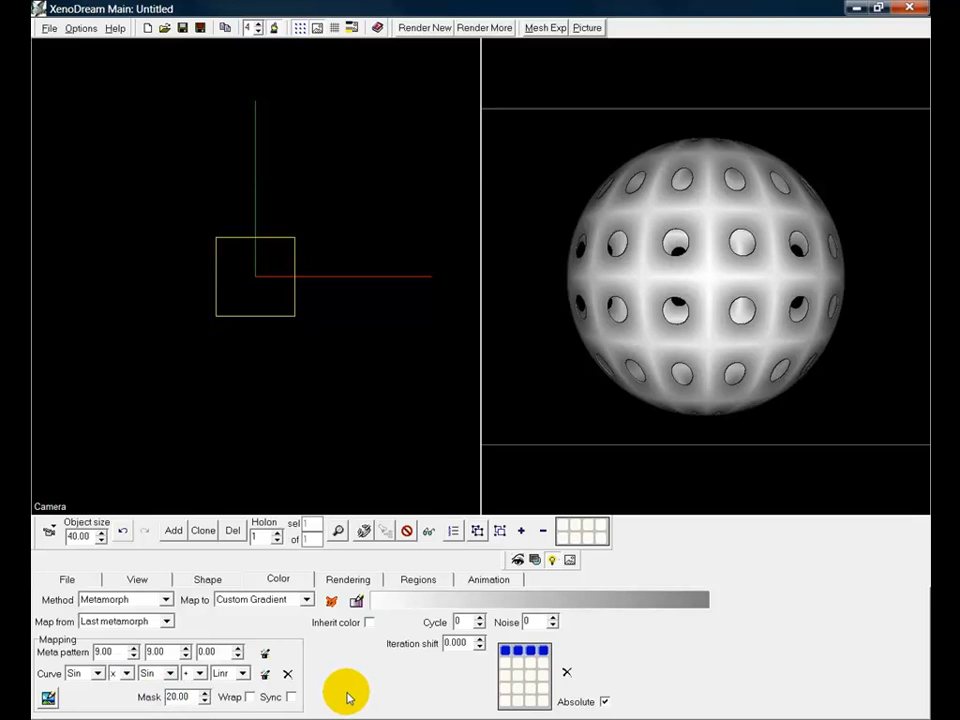 XenoDream Main: Untitled
File Options Help 4 Render New Render More Mesh Exp Picture
Camera
Object size Holon sel 1
40.00 Add Clone Del 1 of 1
File View Shape Color Rendering Regions Animation
Method Metamorph Map to Custom Gradient
Map from Last metamorph Inherit color Cycle 0 Noise 0
Mapping Iteration shift 0.000
Meta pattern 9.00 9.00 0.00
Curve Sin x Sin + Linr
Mask 20.00 Wrap Sync Absolute